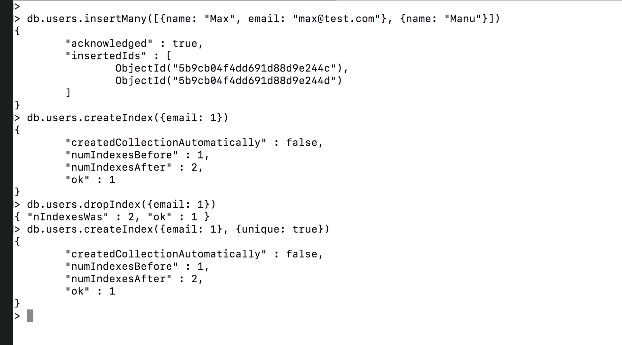 >
> db.users.insertMany([{name: "Max", email: "max@test.com"}, {name: "Manu"}])
{
        "acknowledged" : true,
        "insertedIds" : [
                ObjectId("5b9cb04f4dd691d88d9e244c"),
                ObjectId("5b9cb04f4dd691d88d9e244d")
        ]
}
> db.users.createIndex({email: 1})
{
        "createdCollectionAutomatically" : false,
        "numIndexesBefore" : 1,
        "numIndexesAfter" : 2,
        "ok" : 1
}
> db.users.dropIndex({email: 1})
{ "nIndexesWas" : 2, "ok" : 1 }
> db.users.createIndex({email: 1}, {unique: true})
{
        "createdCollectionAutomatically" : false,
        "numIndexesBefore" : 1,
        "numIndexesAfter" : 2,
        "ok" : 1
}
>